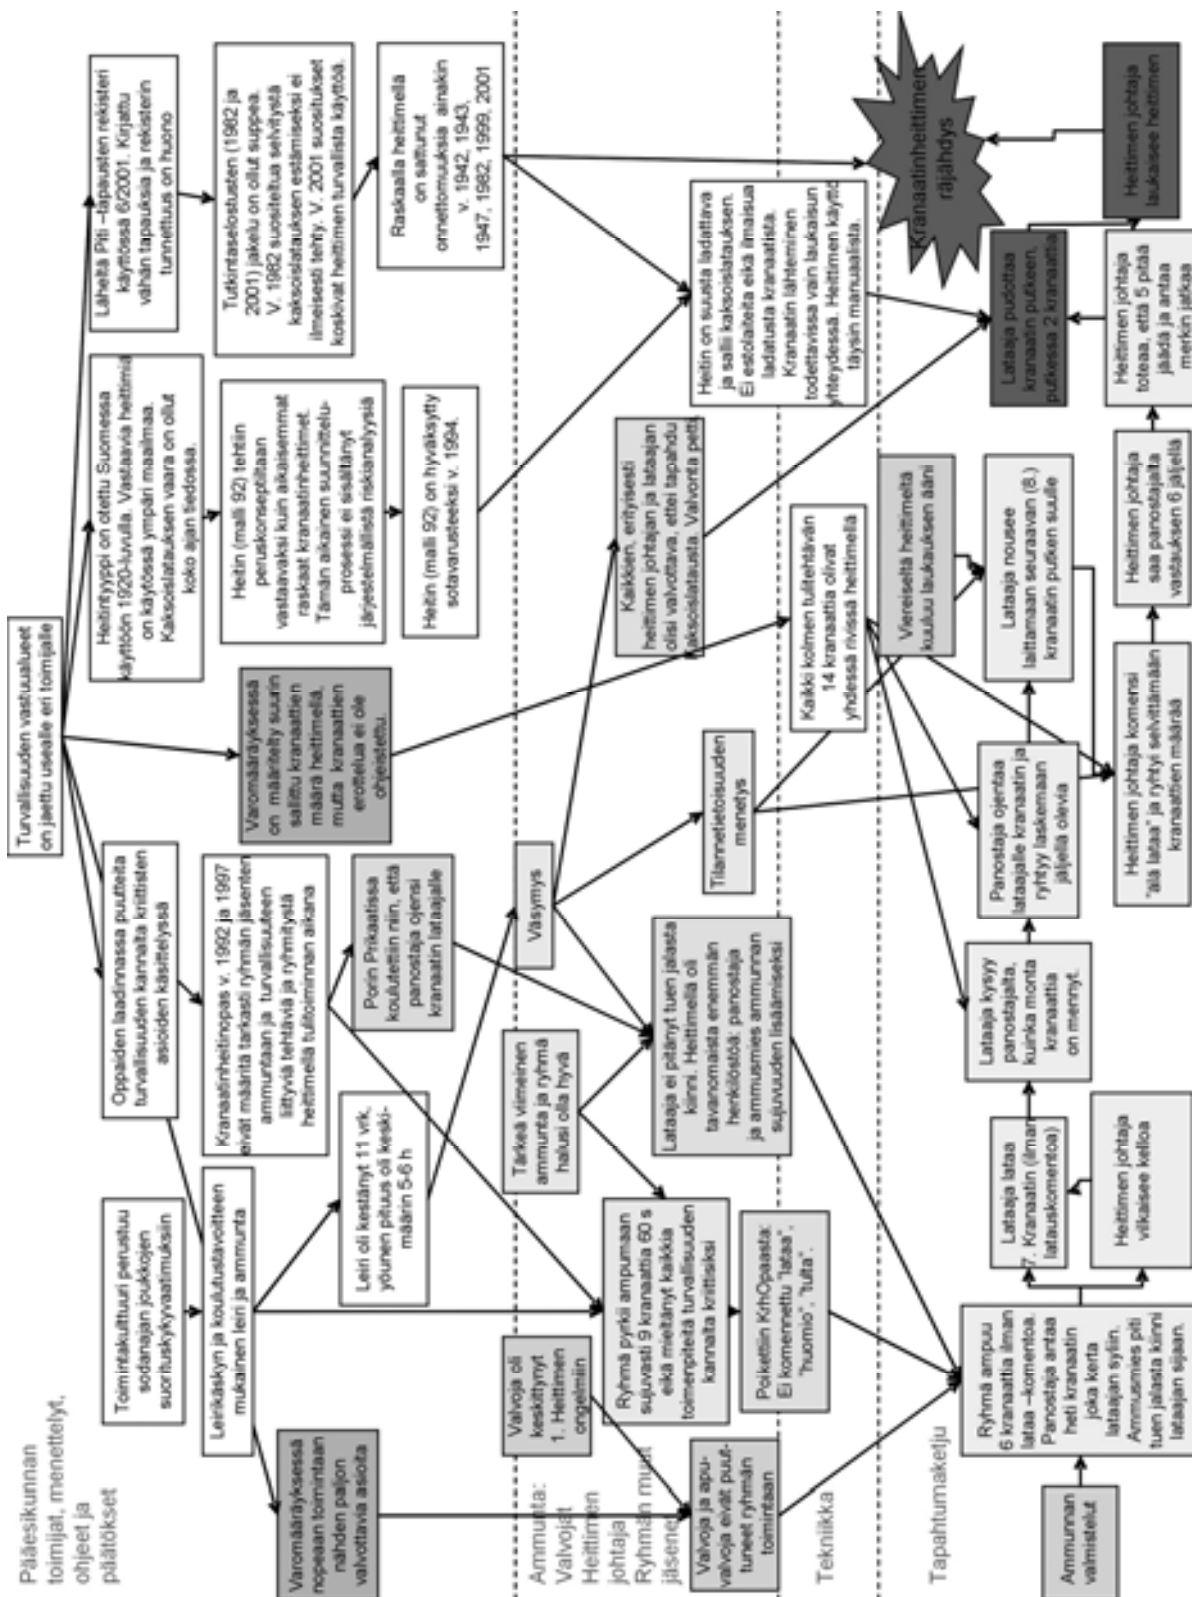 Pääesikunnan
toimijat, menettelyt,
ohjeet ja
päätökset
Turvallisuuden vastuualueet
on jaettu usealle eri toimijalle
Toimintakulttuuri perustuu
sodanajan joukkojen
suorituskykyvaatimuksiin
Oppaiden laadinnassa puutteita
turvallisuuden kannalta kriittisten
asioiden käsittelyssä
Heitintyyppi on otettu Suomessa
käyttöön 1920-luvulla. Vastaavia heittimiä
on käytössä ympäri maailmaa.
Kaksoislatauksen vaara on ollut
koko ajan tiedossa.
Läheltä Piti –tapausten rekisteri
käytössä 6/2001. Kirjattu
vähän tapauksia ja rekisterin
tunnettuus on huono
Leirikäskyn ja koulutustavoitteen
mukainen leiri ja ammunta
Kranaatinheitinopas v. 1992 ja 1997
eivät määritä tarkasti ryhmän jäsenten
ammuntaan ja turvallisuuteen
liittyviä tehtäviä ja ryhmitystä
heittimellä tulitoiminnan aikana
Varomääräyksessä
on määritelty suurin
sallittu kranaattien
määrä heittimellä,
mutta kranaattien
erottelua ei ole
ohjeistettu.
Heitin (malli 92) tehtiin
peruskonseptiltaan
vastaavaksi kuin aikaisemmat
raskaat kranaatinheittimet.
Tämän aikainen suunnittelu-
prosessi ei sisältänyt
järjestelmällistä riskianalyysiä
Tutkintaselostusten (1982 ja
2001) jakelu on ollut suppea.
V. 1982 suositeltua selvitystä
kaksoislatauksen estämiseksi ei
ilmeisesti tehty. V. 2001 suositukset
koskivat heittimen turvallista käyttöä.
Varomääräyksessä
nopeaan toimintaan
nähden paljon
valvottavia asioita
Leiri oli kestänyt 11 vrk,
yöunen pituus oli keski-
määrin 5-6 h
Porin Prikaatissa
koulutettiin niin, että
panostaja ojensi
kranaatin lataajalle
Heitin (malli 92) on hyväksytty
sotavarusteeksi v. 1994.
Raskaalla heittimellä
on sattunut
onnettomuuksia ainakin
v. 1942, 1943,
1947, 1982, 1999, 2001
Ammunta:
Valvojat
Heittimen
johtaja
Ryhmän muut
jäsenet
Valvoja oli
keskittynyt
1. Heittimen
ongelmiin
Tärkeä viimeinen
ammunta ja ryhmä
halusi olla hyvä
Väsymys
Kaikkien, erityisesti
heittimen johtajan ja lataajan
olisi valvottava, ettei tapahdu
kaksoislatausta. Valvonta petti
Ryhmä pyrkii ampumaan
sujuvasti 9 kranaattia 60 s
eikä mieltänyt kaikkia
toimenpiteitä turvallisuuden
kannalta kriittisiksi
Lataaja ei pitänyt tuen jalasta
kiinni. Heittimellä oli
tavanomaista enemmän
henkilöstöä: panostaja
ja ammusmies ammunnan
sujuvuuden lisäämiseksi
Tilannetietoisuuden
menetys
Valvoja ja apu-
valvoja eivät puut-
tuneet ryhmän
toimintaan
Poikettiin KrhOpaasta:
Ei komennettu "lataa",
"huomio", "tulta".
Heitin on suusta ladattava
ja sallii kaksoislatauksen.
Ei estolaitteita eikä ilmaisua
ladatusta kranaatista.
Kranaatin lähteminen
todettavissa vain laukaisun
yhteydessä. Heittimen käyttö
täysin manuaalista.
Tekniikka
Kaikki kolmen tulitehtävän
14 kranaattia olivat
yhdessä rivissä heittimellä
Tapahtumaketju
Viereiseltä heittimeltä
kuuluu laukauksen ääni
Kranaatinheittimen
räjähdys
Ammunnan
valmistelut
Ryhmä ampuu
6 kranaattia ilman
lataa –komentoa.
Panostaja antaa
heti kranaatin
joka kerta
lataajan syliin.
Ammusmies piti
tuen jalasta kiinni
lataajan sijaan.
Lataaja lataa
7. Kranaatin (ilman
latauskomentoa)
Lataaja kysyy
panostajalta,
kuinka monta
kranaattia
on mennyt.
Panostaja ojentaa
lataajalle kranaatin ja
ryhtyy laskemaan
jäljellä olevia
Lataaja nousee
laittamaan seuraavan (8.)
kranaatin putken suulle
Lataaja pudottaa
kranaatin putkeen,
putkessa 2 kranaattia
Heittimen johtaja
vilkaisee kelloa
Heittimen johtaja komensi
"älä lataa" ja ryhtyi selvittämään
kranaattien määrää
Heittimen johtaja
saa panostajalta
vastauksen 6 jäljellä
Heittimen johtaja
toteaa, että 5 pitää
jäädä ja antaa
merkin jatkaa
Heittimen johtaja
laukaisee heittimen